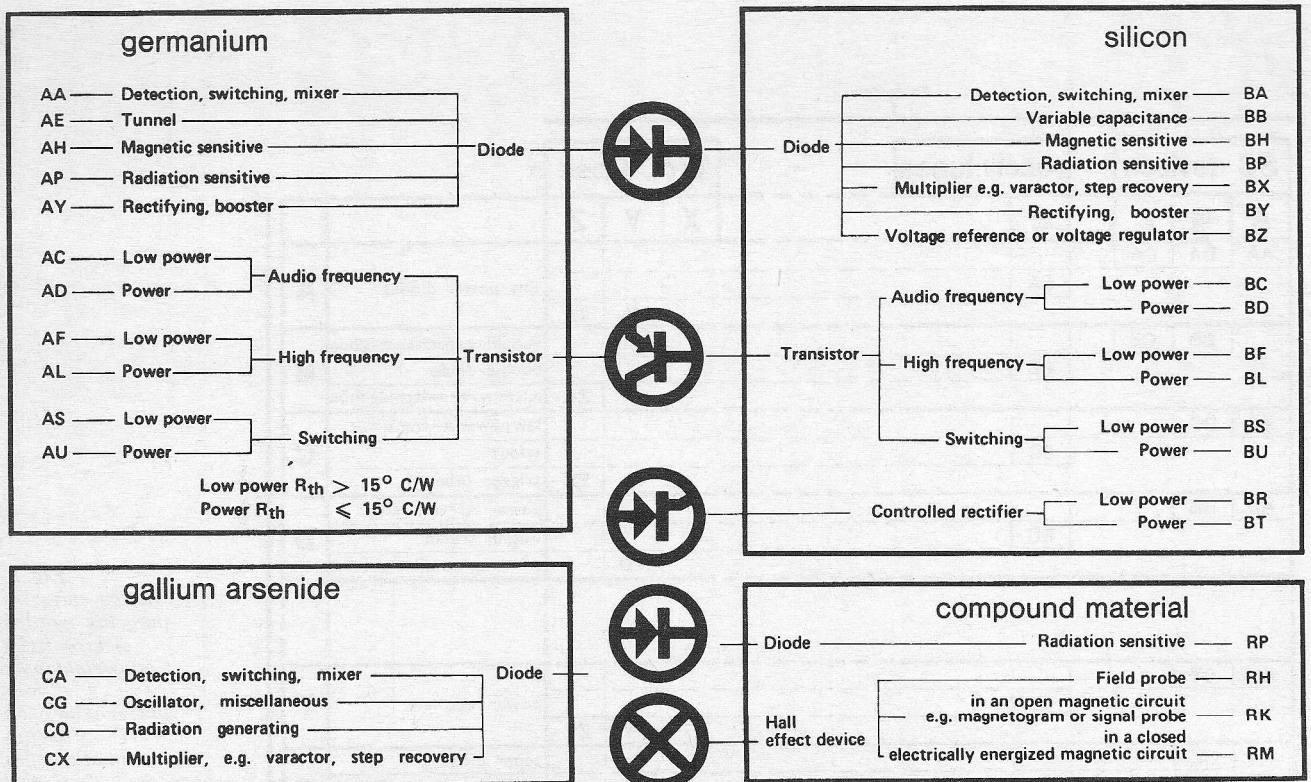 germanium
AA Detection, switching, mixer
AE Tunnel
AH Magnetic sensitive
AP Radiation sensitive
AY Rectifying, booster
Diode
AC Low power
AD Power
Audio frequency
AF Low power
AL Power
High frequency
AS Low power
AU Power
Switching
Transistor
Low power Rth > 15° C/W
Power Rth ⩽ 15° C/W
silicon
Diode
Detection, switching, mixer BA
Variable capacitance BB
Magnetic sensitive BH
Radiation sensitive BP
Multiplier e.g. varactor, step recovery BX
Rectifying, booster BY
Voltage reference or voltage regulator BZ
Transistor
Audio frequency
Low power BC
Power BD
High frequency
Low power BF
Power BL
Switching
Low power BS
Power BU
Controlled rectifier
Low power BR
Power BT
gallium arsenide
CA Detection, switching, mixer
CG Oscillator, miscellaneous
CQ Radiation generating
CX Multiplier, e.g. varactor, step recovery
Diode
compound material
Diode Radiation sensitive RP
Hall
effect device
Field probe RH
in an open magnetic circuit
e.g. magnetogram or signal probe RK
in a closed
electrically energized magnetic circuit RM